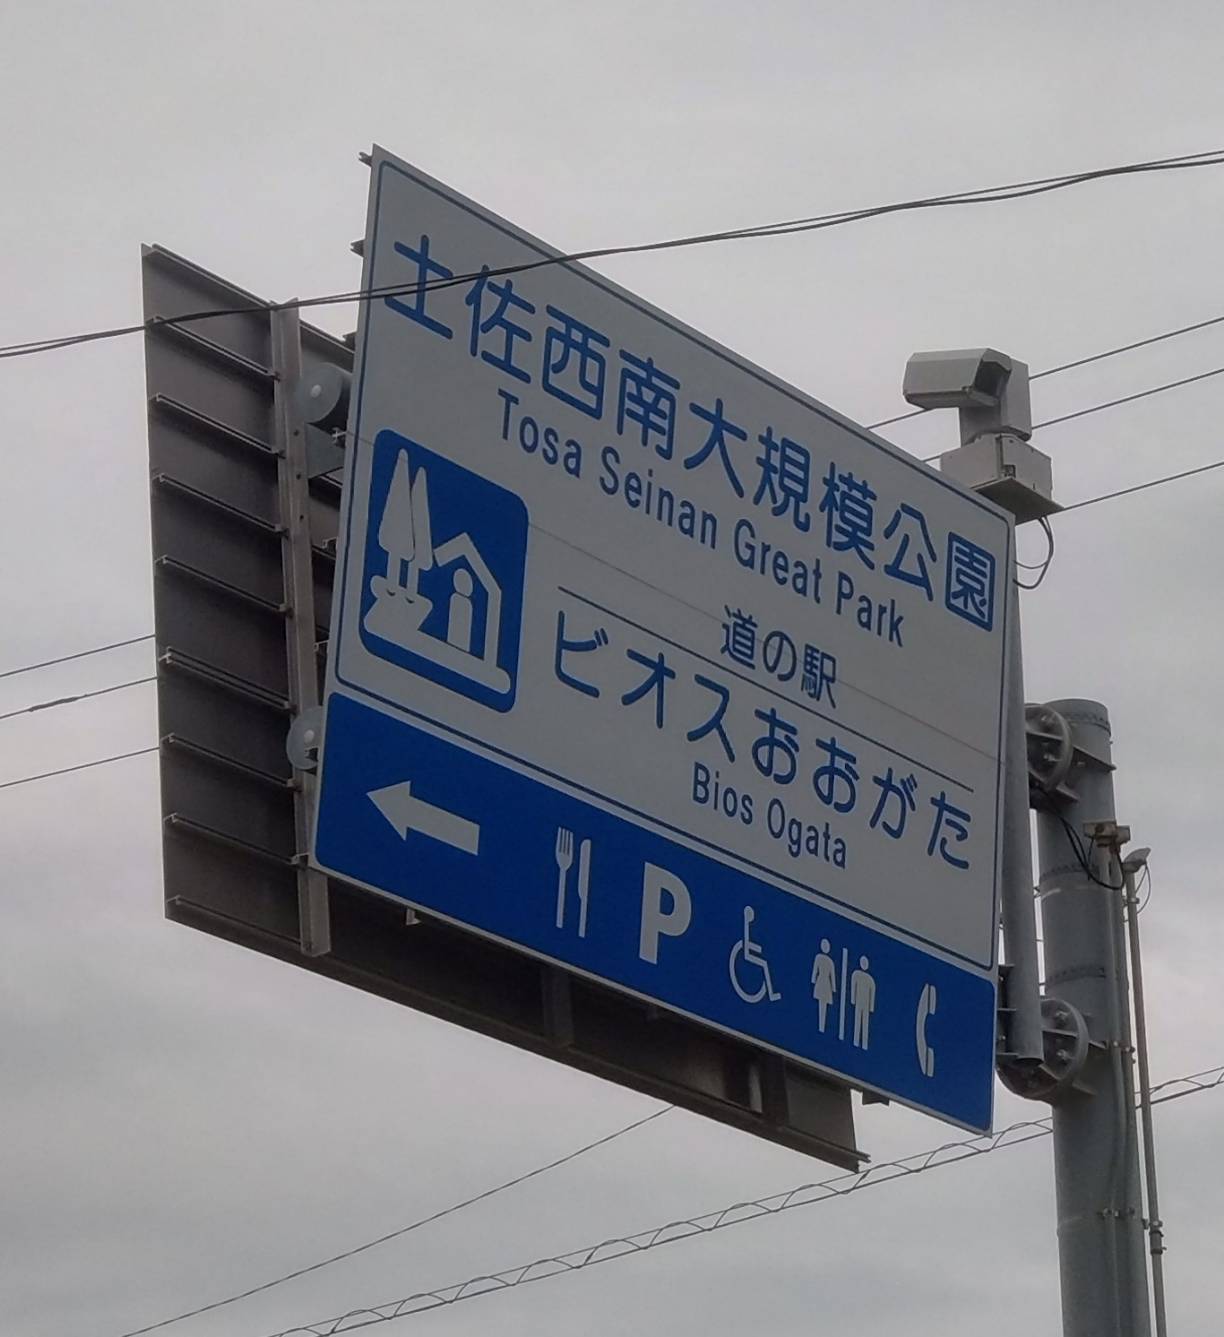 土佐西南大規模公園
Tosa Seinan Great Park
道の駅
ビオスおおがた
Bios Ogata
P